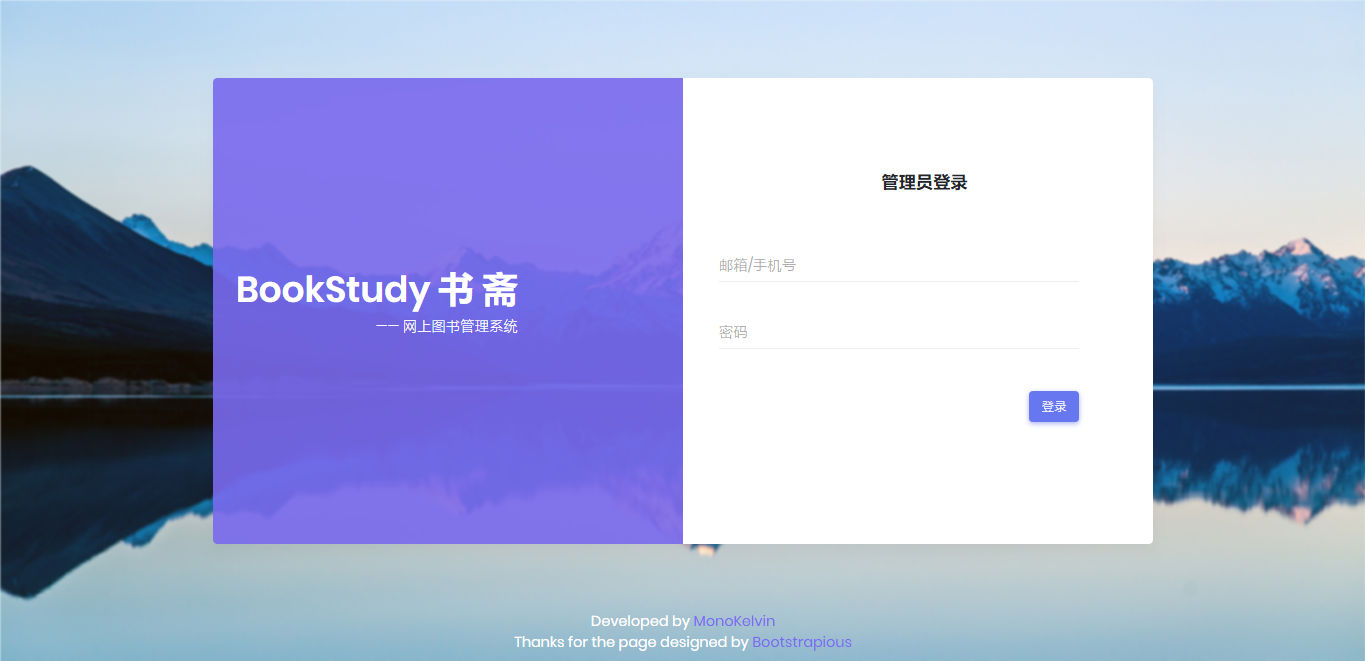 BookStudy 书 斋
—— 网上图书管理系统
管理员登录
邮箱/手机号
密码
登录
Developed by MonoKelvin
Thanks for the page designed by Bootstrapious